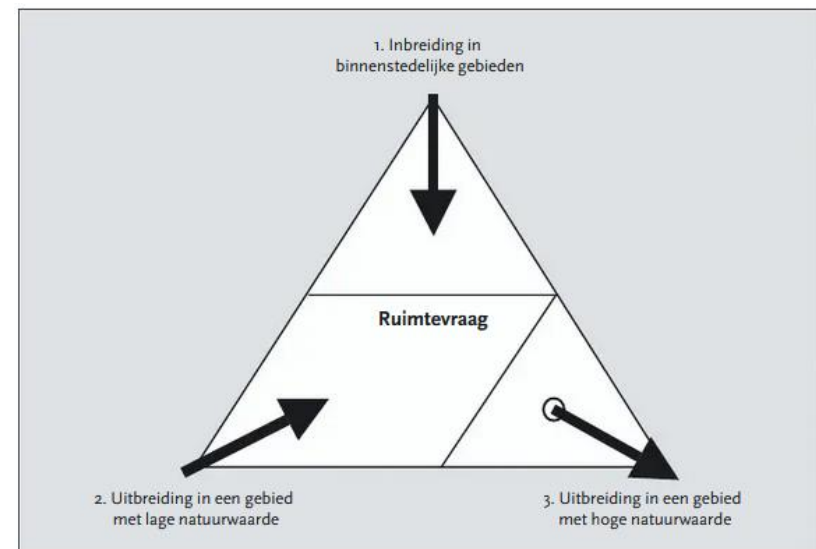 1. Inbreiding in
binnenstedelijke gebieden
Ruimtevraag
2. Uitbreiding in een gebied
met lage natuurwaarde
3. Uitbreiding in een gebied
met hoge natuurwaarde